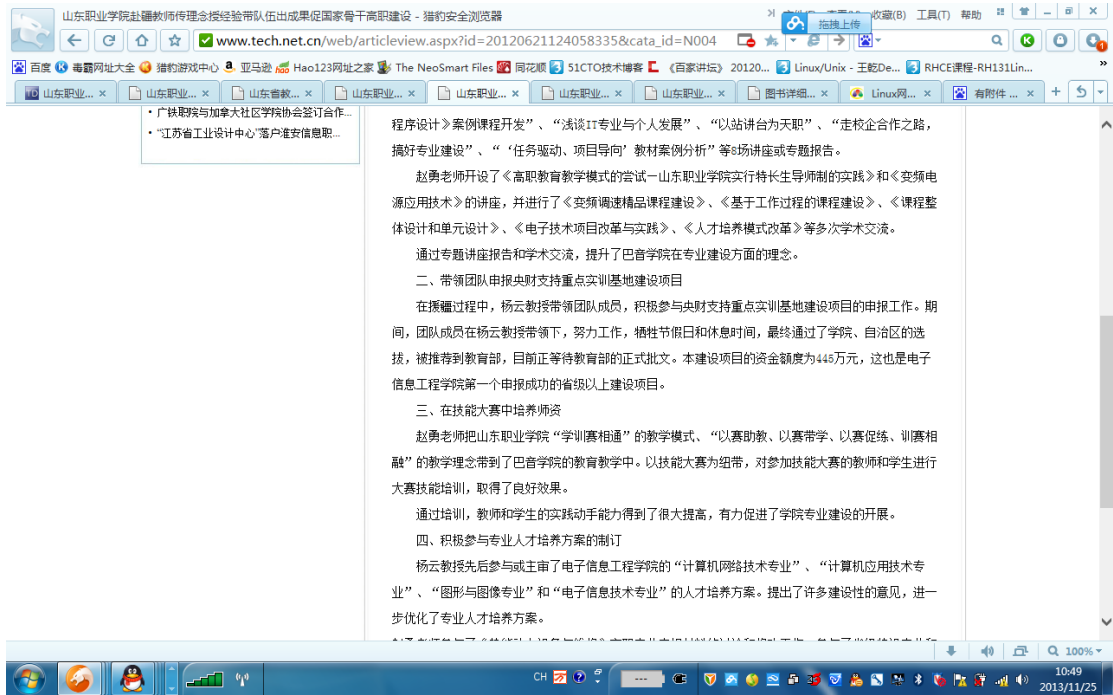 山东职业学院赴疆教师传理念授经验带队伍出成果促国家骨干高职建设 - 猎豹安全浏览器
收藏(B) 工具(T) 帮助
拖拽上传
www.tech.net.cn/web/articleview.aspx?id=20120621124058335&cata_id=N004
百度 毒霸网址大全 猎豹游戏中心 亚马逊 Hao123网址之家 The NeoSmart Files 同花顺 51CTO技术博客 《百家讲坛》 20120... Linux/Unix - 王乾De... RHCE课程-RH131Lin...
山东职业... 山东职业... 山东省教... 山东职业... 山东职业... 山东职业... 山东职业... 图书详细... Linux网... 有附件 ...
• 广铁职院与加拿大社区学院协会签订合作...
• “江苏省工业设计中心”落户淮安信息职...
程序设计》案例课程开发”、“浅谈IT专业与个人发展”、“以站讲台为天职”、“走校企合作之路，
搞好专业建设”、“‘任务驱动、项目导向’教材案例分析”等8场讲座或专题报告。
赵勇老师开设了《高职教育教学模式的尝试—山东职业学院实行特长生导师制的实践》和《变频电
源应用技术》的讲座，并进行了《变频调速精品课程建设》、《基于工作过程的课程建设》、《课程整
体设计和单元设计》、《电子技术项目改革与实践》、《人才培养模式改革》等多次学术交流。
通过专题讲座报告和学术交流，提升了巴音学院在专业建设方面的理念。
二、带领团队申报央财支持重点实训基地建设项目
在援疆过程中，杨云教授带领团队成员，积极参与央财支持重点实训基地建设项目的申报工作。期
间，团队成员在杨云教授带领下，努力工作，牺牲节假日和休息时间，最终通过了学院、自治区的选
拔，被推荐到教育部，目前正等待教育部的正式批文。本建设项目的资金额度为445万元，这也是电子
信息工程学院第一个申报成功的省级以上建设项目。
三、在技能大赛中培养师资
赵勇老师把山东职业学院“学训赛相通”的教学模式、“以赛助教、以赛带学、以赛促练、训赛相
融”的教学理念带到了巴音学院的教育教学中。以技能大赛为纽带，对参加技能大赛的教师和学生进行
大赛技能培训，取得了良好效果。
通过培训，教师和学生的实践动手能力得到了很大提高，有力促进了学院专业建设的开展。
四、积极参与专业人才培养方案的制订
杨云教授先后参与或主审了电子信息工程学院的“计算机网络技术专业”、“计算机应用技术专
业”、“图形与图像专业”和“电子信息技术专业”的人才培养方案。提出了许多建设性的意见，进一
步优化了专业人才培养方案。
100%
CH
10:49
2013/11/25